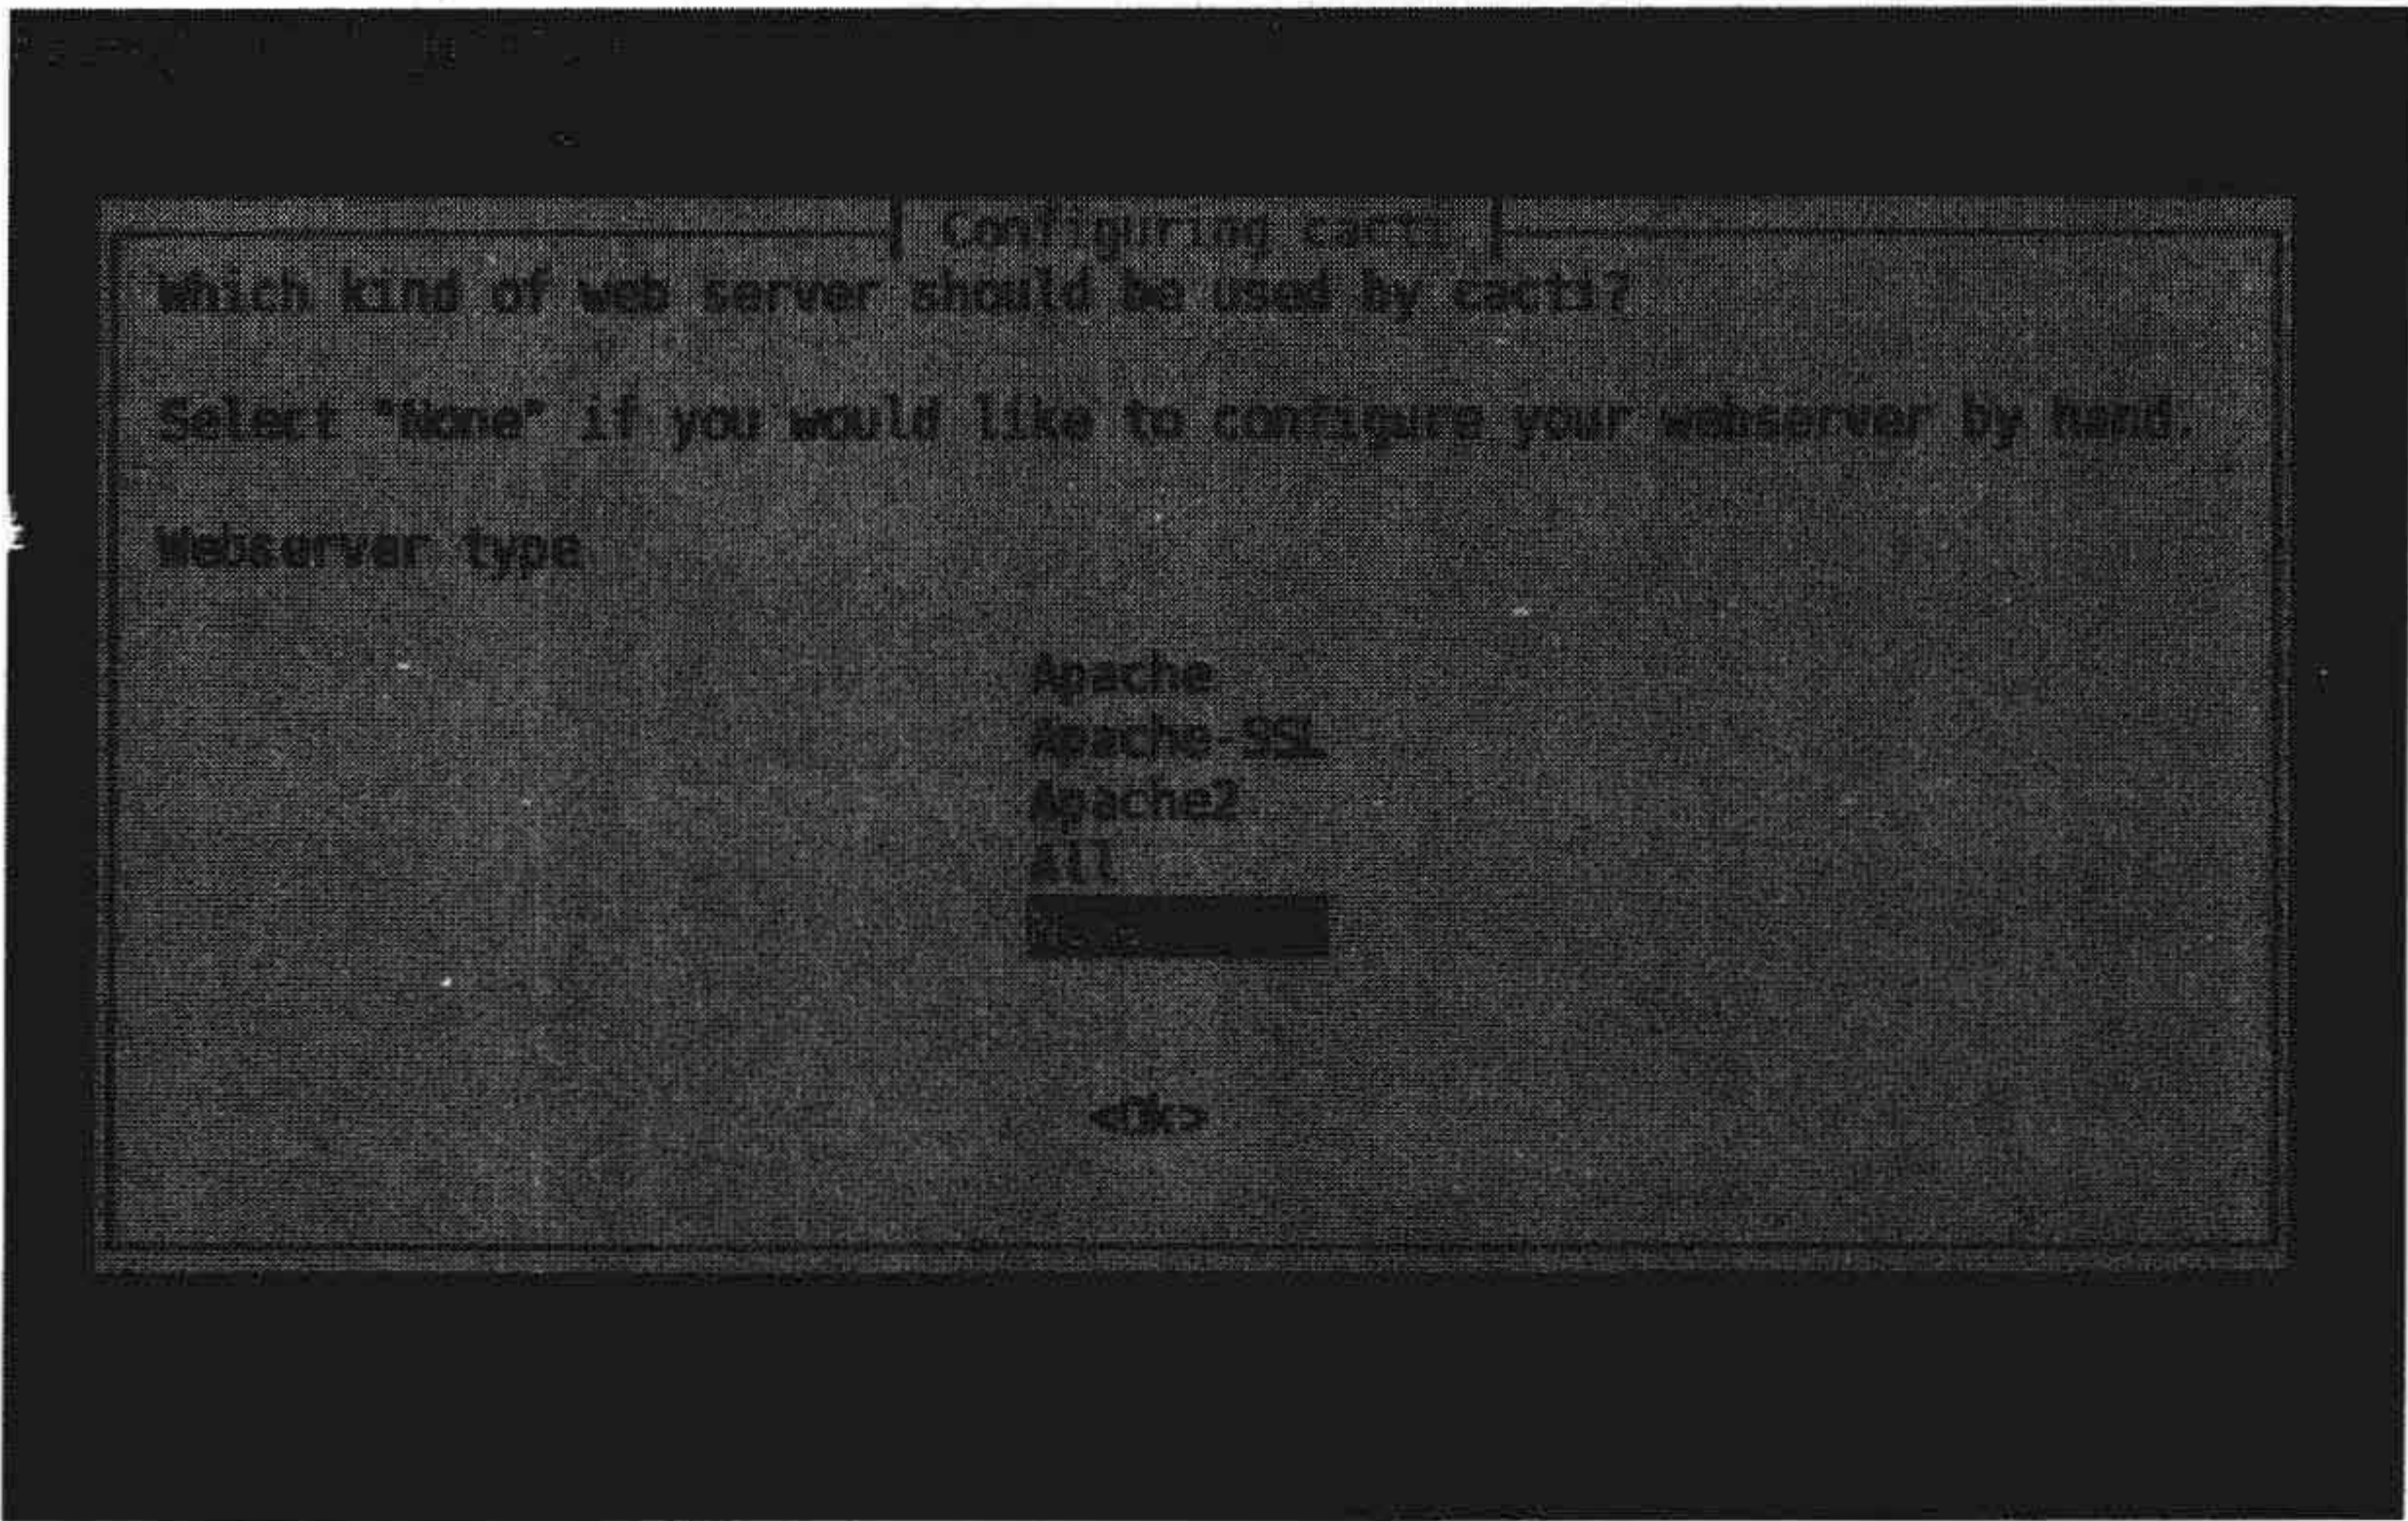 Configuring cacti
Which kind of web server should be used by cacti?
Select "None" if you would like to configure your webserver by hand.
Webserver type
Apache
Apache-SSL
Apache2
All
None
<Ok>